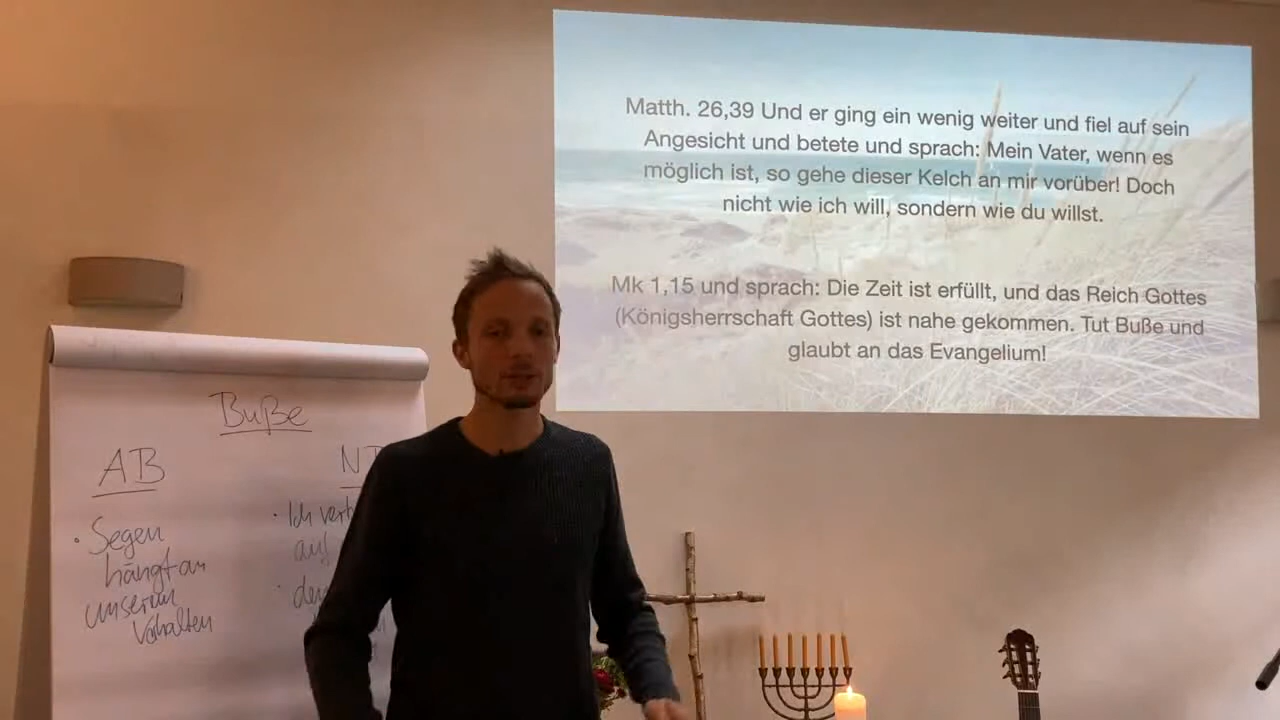 Matth. 26,39 Und er ging ein wenig weiter und fiel auf sein
Angesicht und betete und sprach: Mein Vater, wenn es
möglich ist, so gehe dieser Kelch an mir vorüber! Doch
nicht wie ich will, sondern wie du willst.
Mk 1,15 und sprach: Die Zeit ist erfüllt, und das Reich Gottes
(Königsherrschaft Gottes) ist nahe gekommen. Tut Buße und
glaubt an das Evangelium!
Buße
AB
• Segen
hängt an
unserem
Verhalten
N
• Ich
auf
•